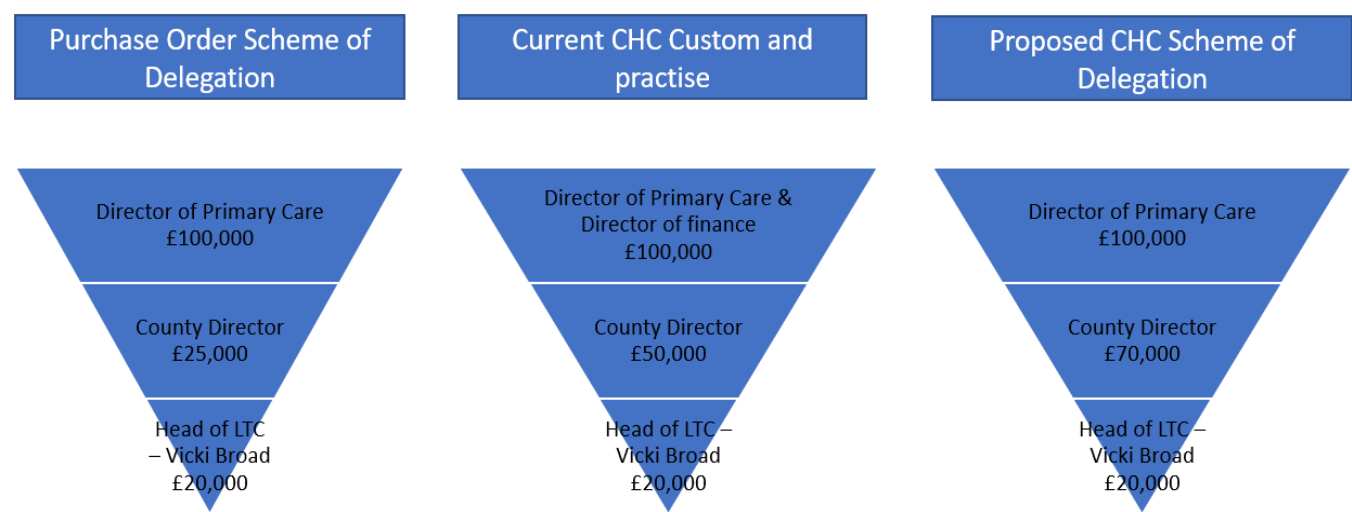 Purchase Order Scheme of
Delegation
Current CHC Custom and
practise
Proposed CHC Scheme of
Delegation
Director of Primary Care
£100,000
County Director
£25,000
Head of LTC
– Vicki Broad
£20,000
Director of Primary Care &
Director of finance
£100,000
County Director
£50,000
Head of LTC –
Vicki Broad
£20,000
Director of Primary Care
£100,000
County Director
£70,000
Head of LTC –
Vicki Broad
£20,000